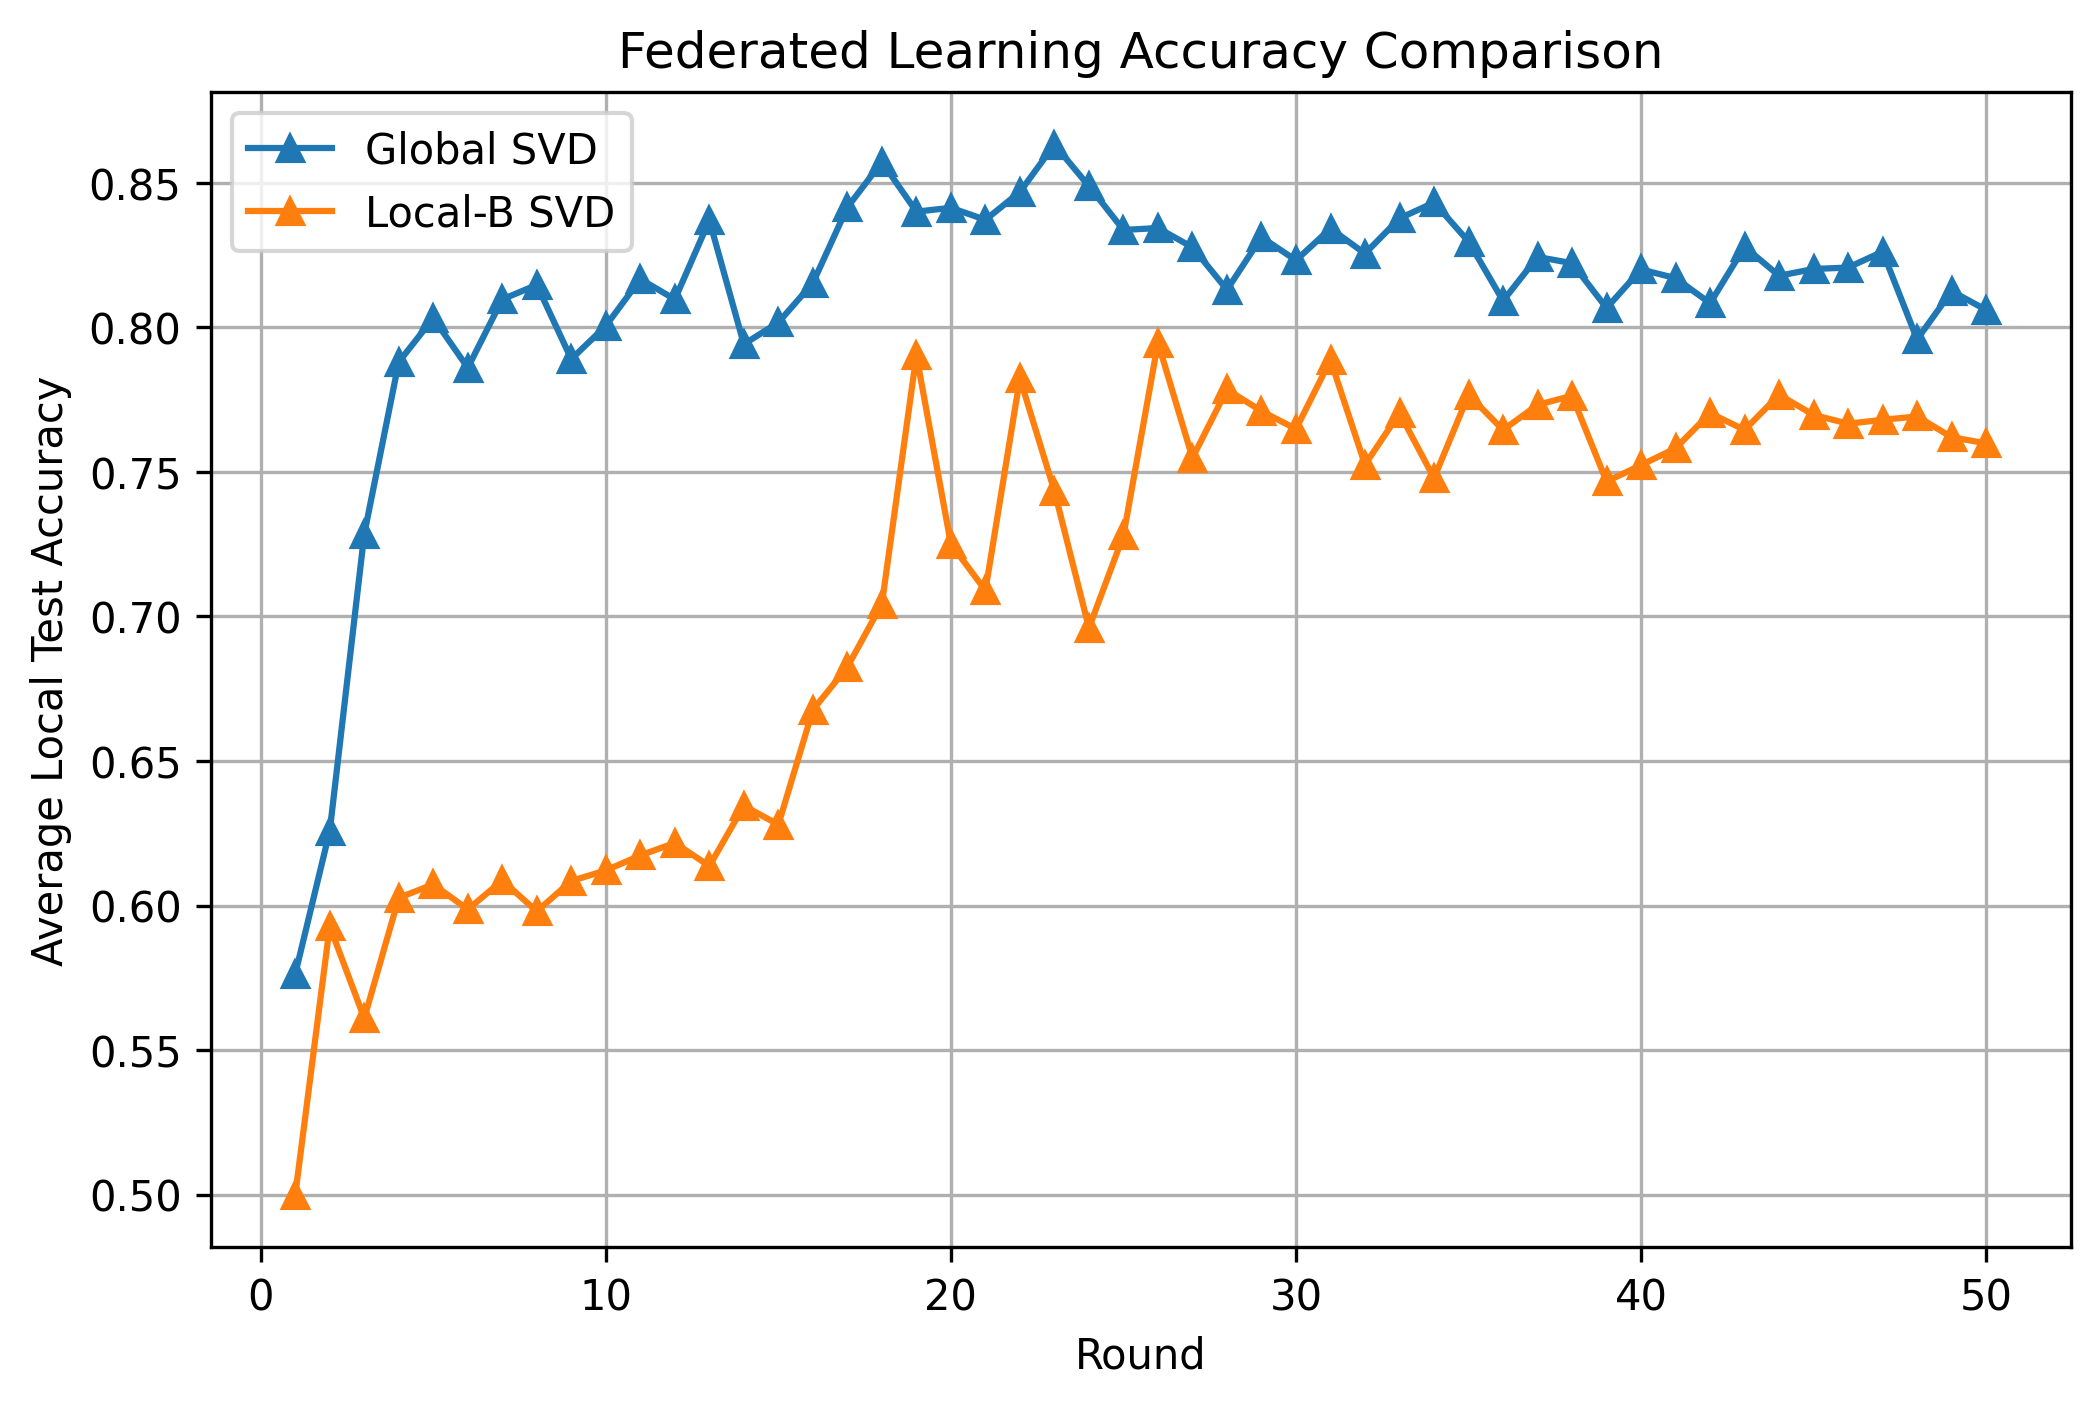 Federated Learning Accuracy Comparison
Global SVD
Local-B SVD
Average Local Test Accuracy
0.85
0.80
0.75
0.70
0.65
0.60
0.55
0.50
0 10 20 30 40 50
Round